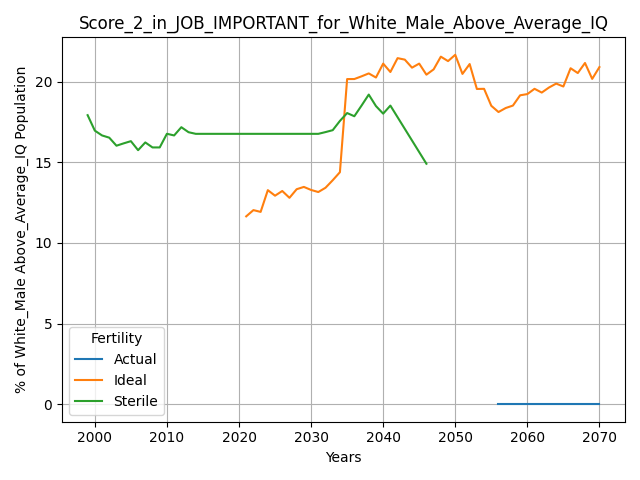 Score_2_in_JOB_IMPORTANT_for_White_Male_Above_Average_IQ
% of White_Male Above_Average_IQ Population
20
15
10
5
0
Fertility
Actual
Ideal
Sterile
2000 2010 2020 2030 2040 2050 2060 2070
Years